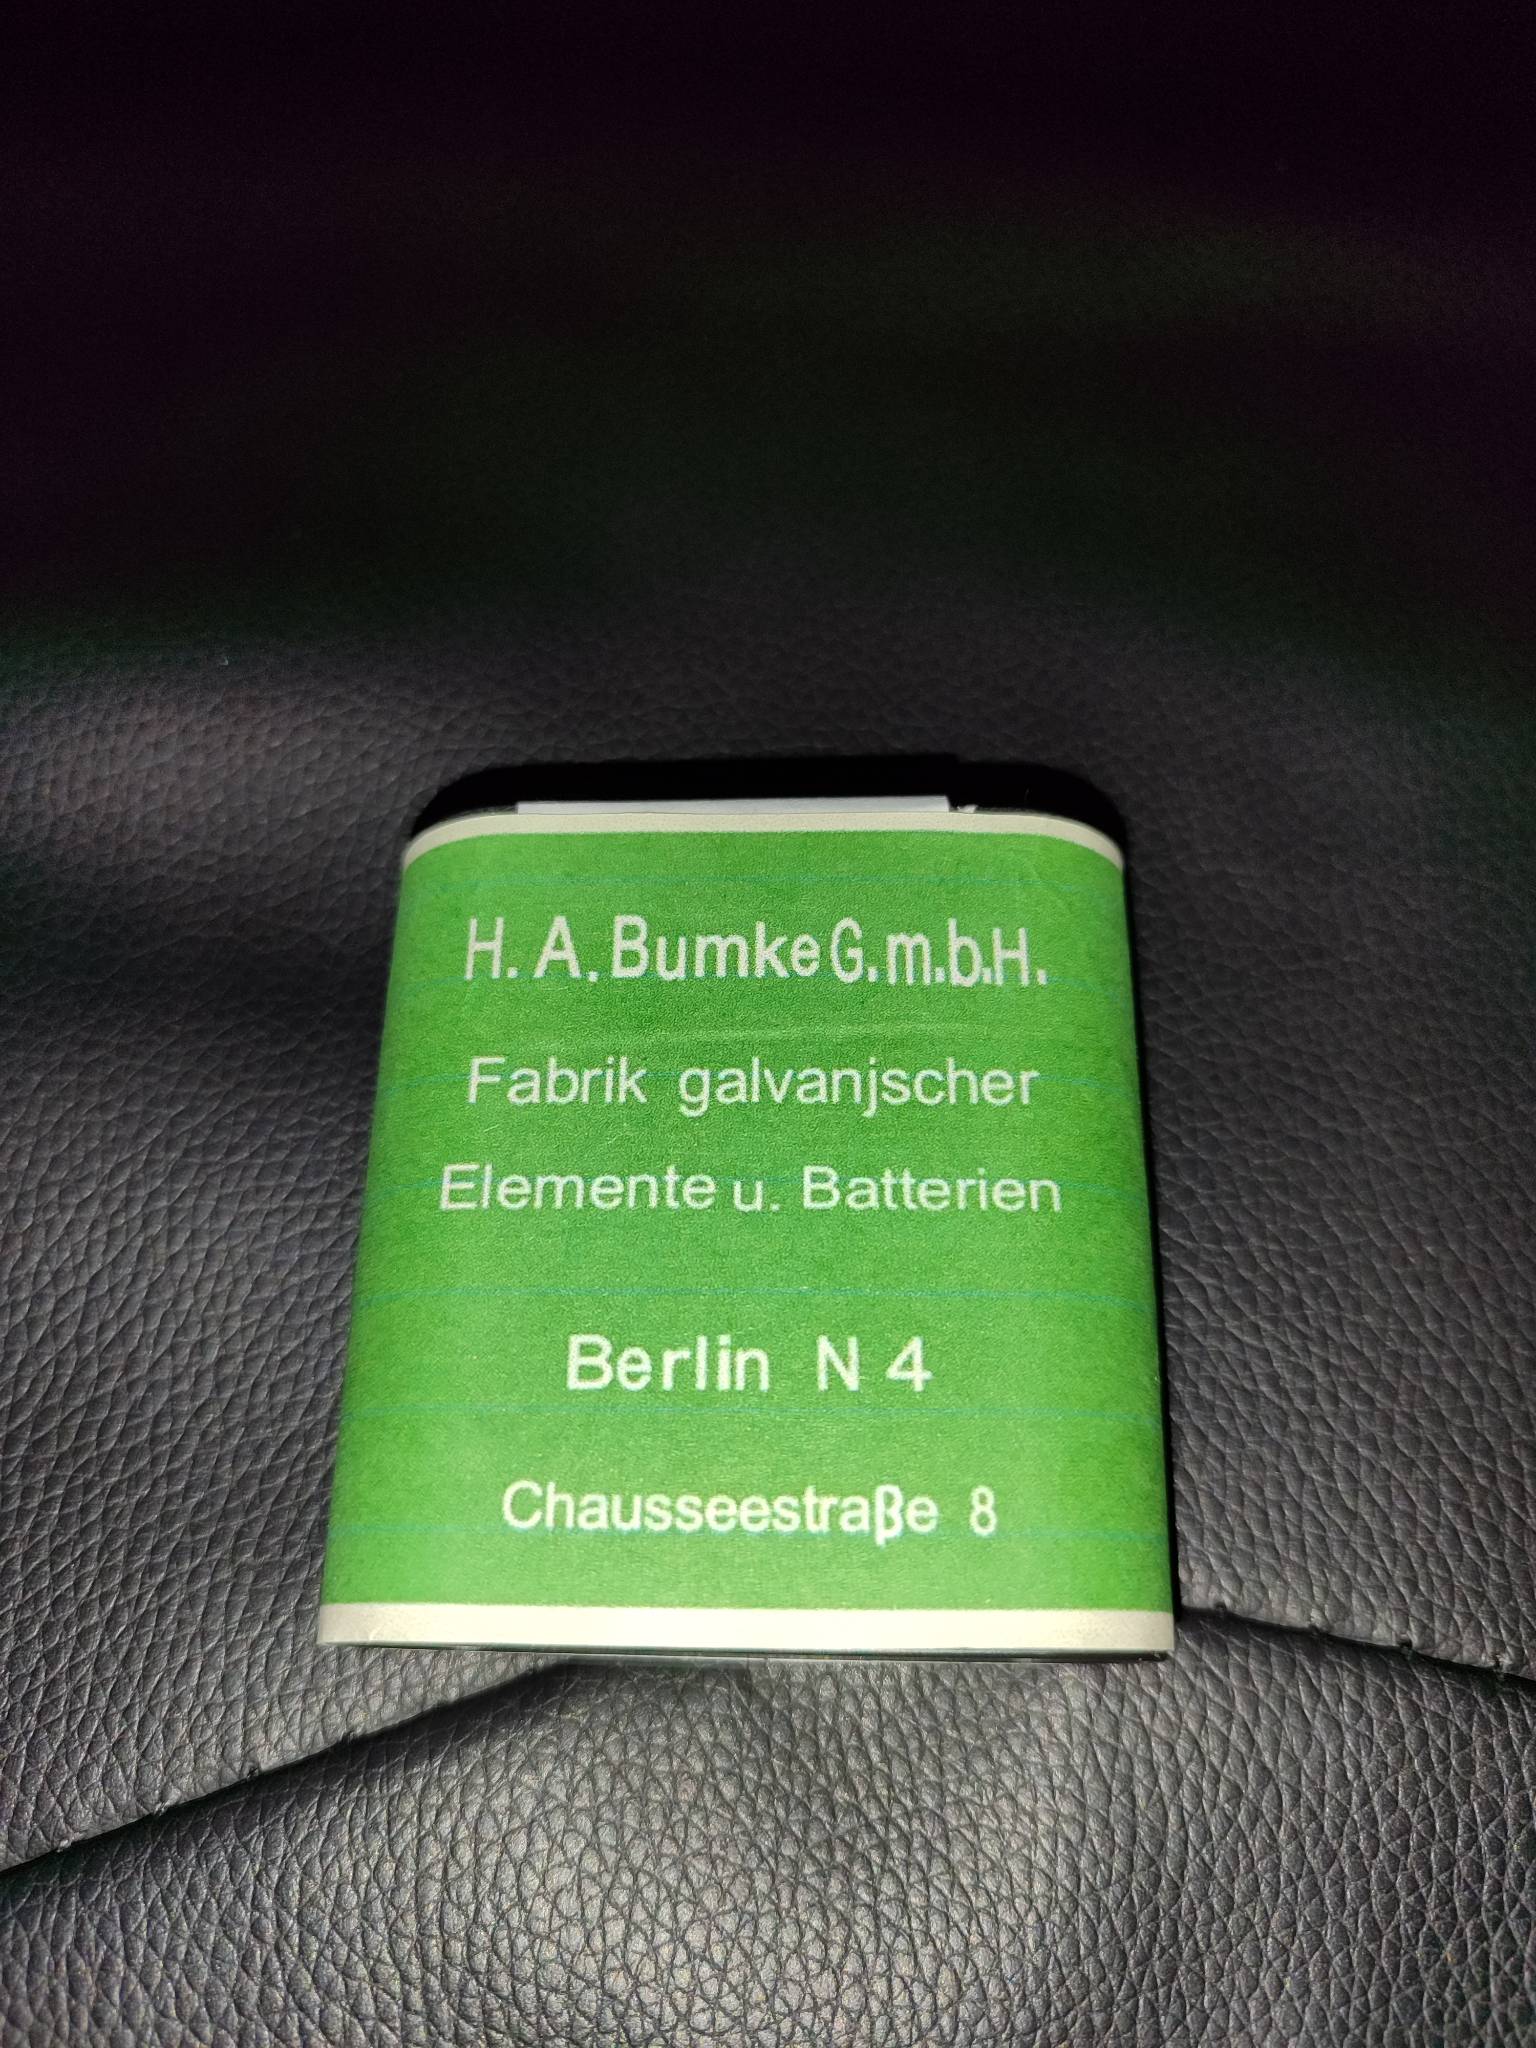 H. A. Bumke G.m.b.H.
Fabrik galvanjscher
Elemente u. Batterien
Berlin N 4
Chausseestraße 8